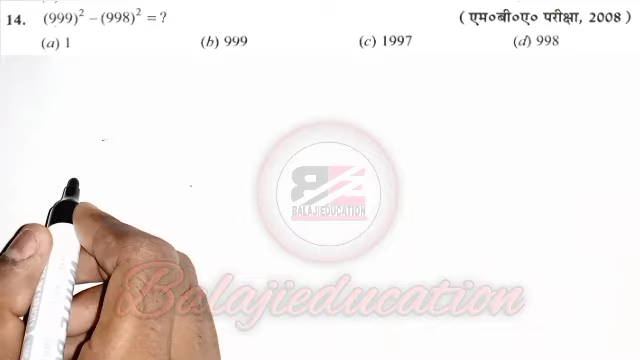 14. (999)² – (998)² = ? ( एम०बी०ए० परीक्षा, 2008 )
(a) 1 (b) 999 (c) 1997 (d) 998
BALAJIEDUCATION
Balajieducation